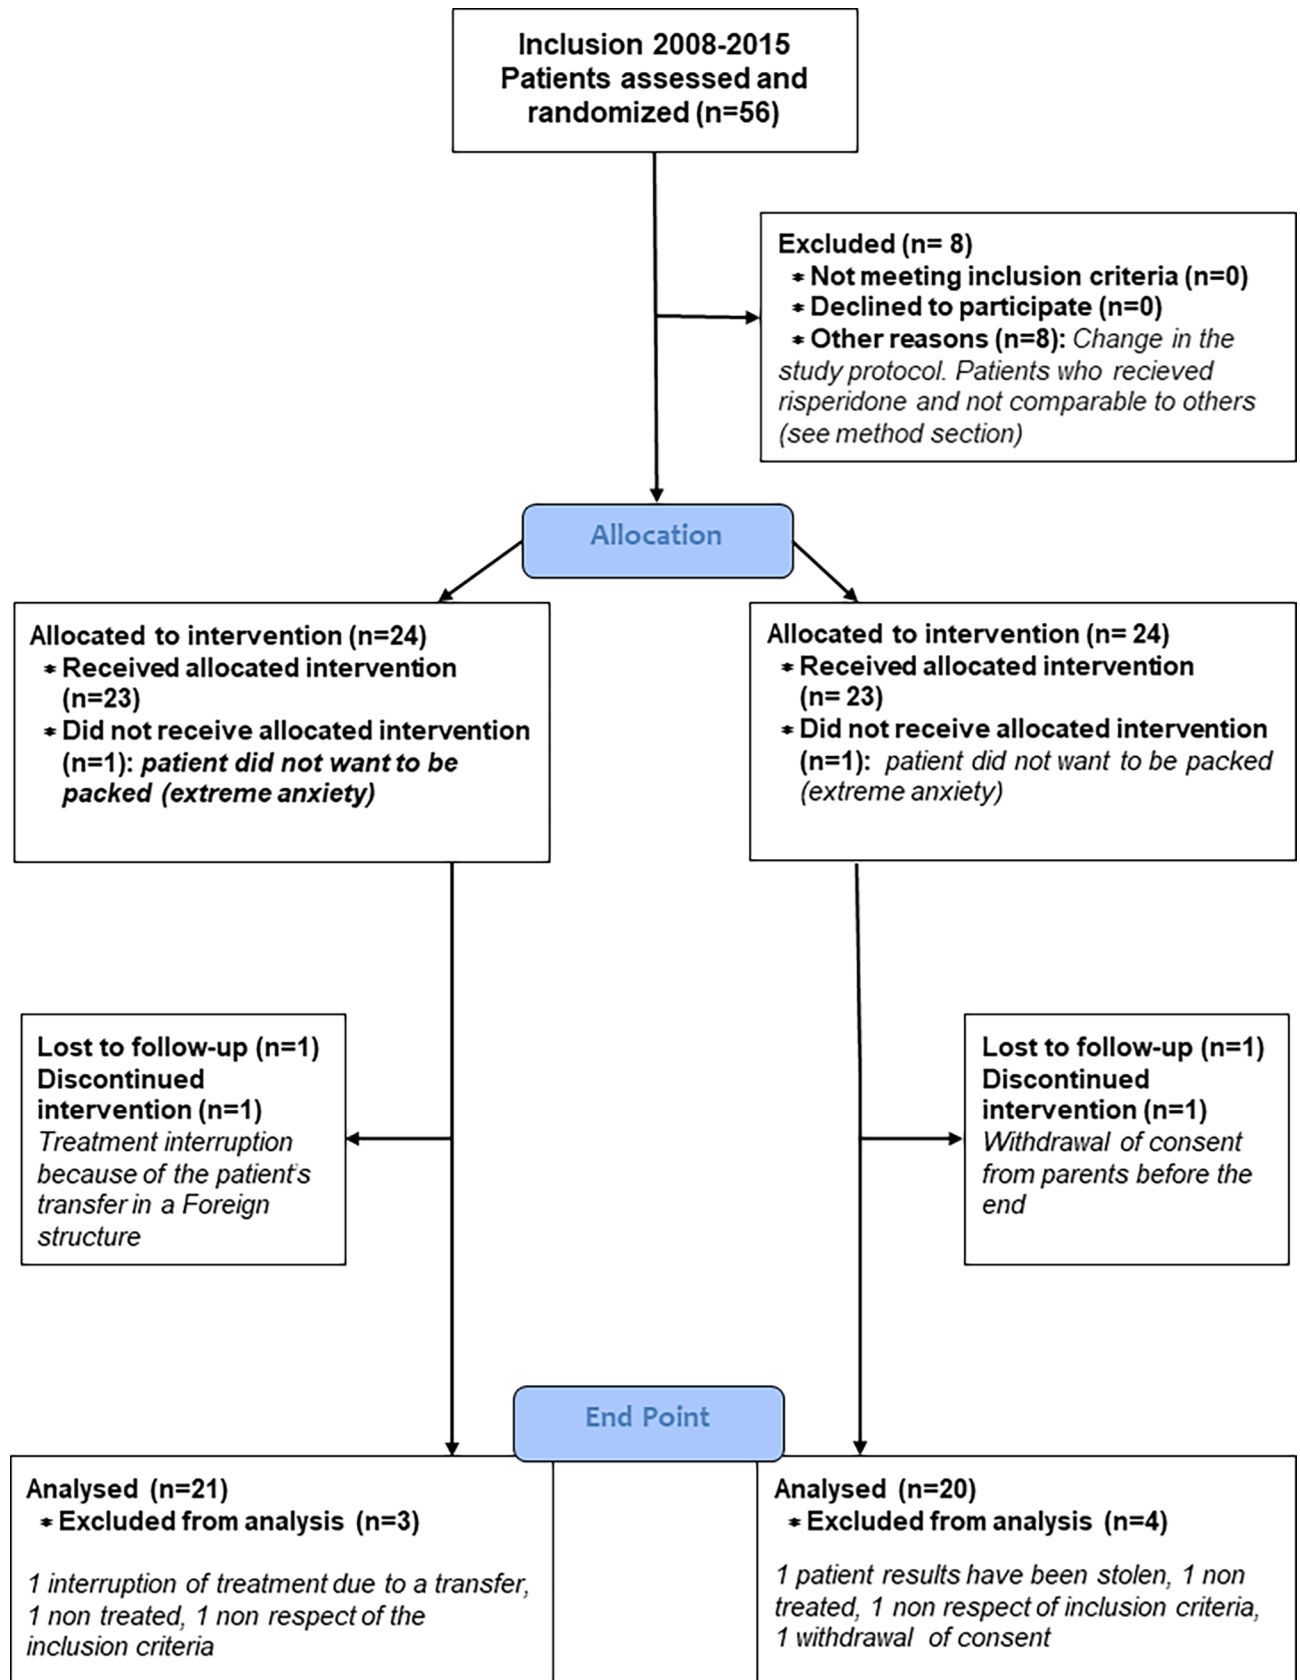 Inclusion 2008-2015
Patients assessed and
randomized (n=56)
Excluded (n= 8)
* Not meeting inclusion criteria (n=0)
* Declined to participate (n=0)
* Other reasons (n=8): Change in the
study protocol. Patients who recieved
risperidone and not comparable to others
(see method section)
Allocation
Allocated to intervention (n=24)
* Received allocated intervention
(n=23)
* Did not receive allocated intervention
(n=1): patient did not want to be
packed (extreme anxiety)
Allocated to intervention (n= 24)
* Received allocated intervention
(n= 23)
* Did not receive allocated intervention
(n=1): patient did not want to be packed
(extreme anxiety)
Lost to follow-up (n=1)
Discontinued
intervention (n=1)
Treatment interruption
because of the patient's
transfer in a Foreign
structure
Lost to follow-up (n=1)
Discontinued
intervention (n=1)
Withdrawal of consent
from parents before the
end
End Point
Analysed (n=21)
* Excluded from analysis (n=3)
1 interruption of treatment due to a transfer,
1 non treated, 1 non respect of the
inclusion criteria
Analysed (n=20)
* Excluded from analysis (n=4)
1 patient results have been stolen, 1 non
treated, 1 non respect of inclusion criteria,
1 withdrawal of consent